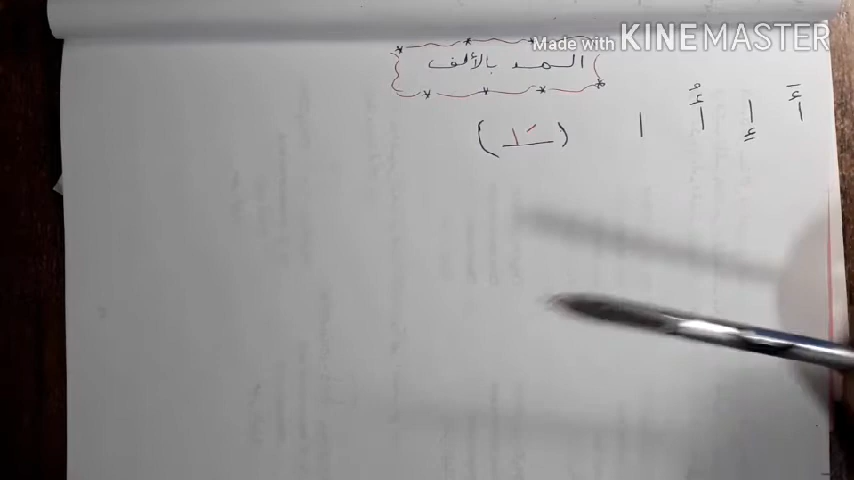 Made with KINEMASTER
المد بالألف
أَ إِ أُ ا (ـَـا)